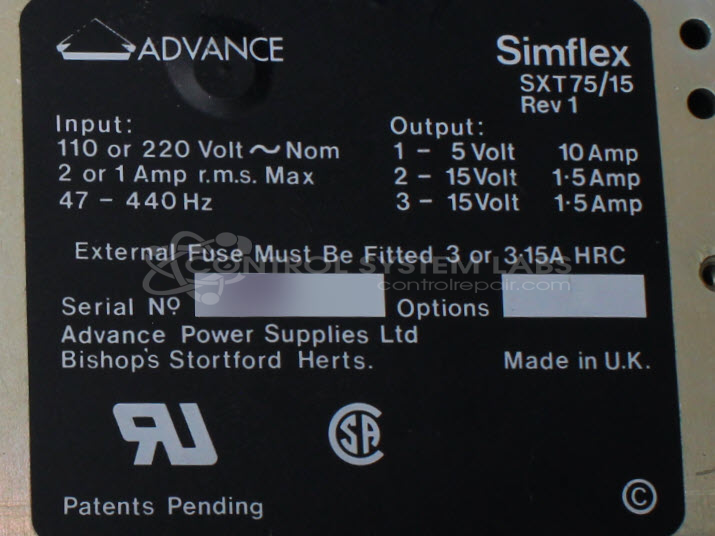 ADVANCE
Simflex
SXT75/15
Rev 1
Input:
110 or 220 Volt ~ Nom
2 or 1 Amp r.m.s. Max
47 - 440 Hz
Output:
1 - 5 Volt 10 Amp
2 - 15 Volt 1·5 Amp
3 - 15 Volt 1·5 Amp
External Fuse Must Be Fitted 3 or 3·15A HRC
CONTROL SYSTEM LABS
controlrepair.com
Serial Nº Options
Advance Power Supplies Ltd
Bishop's Stortford Herts. Made in U.K.
RU SA
Patents Pending ©